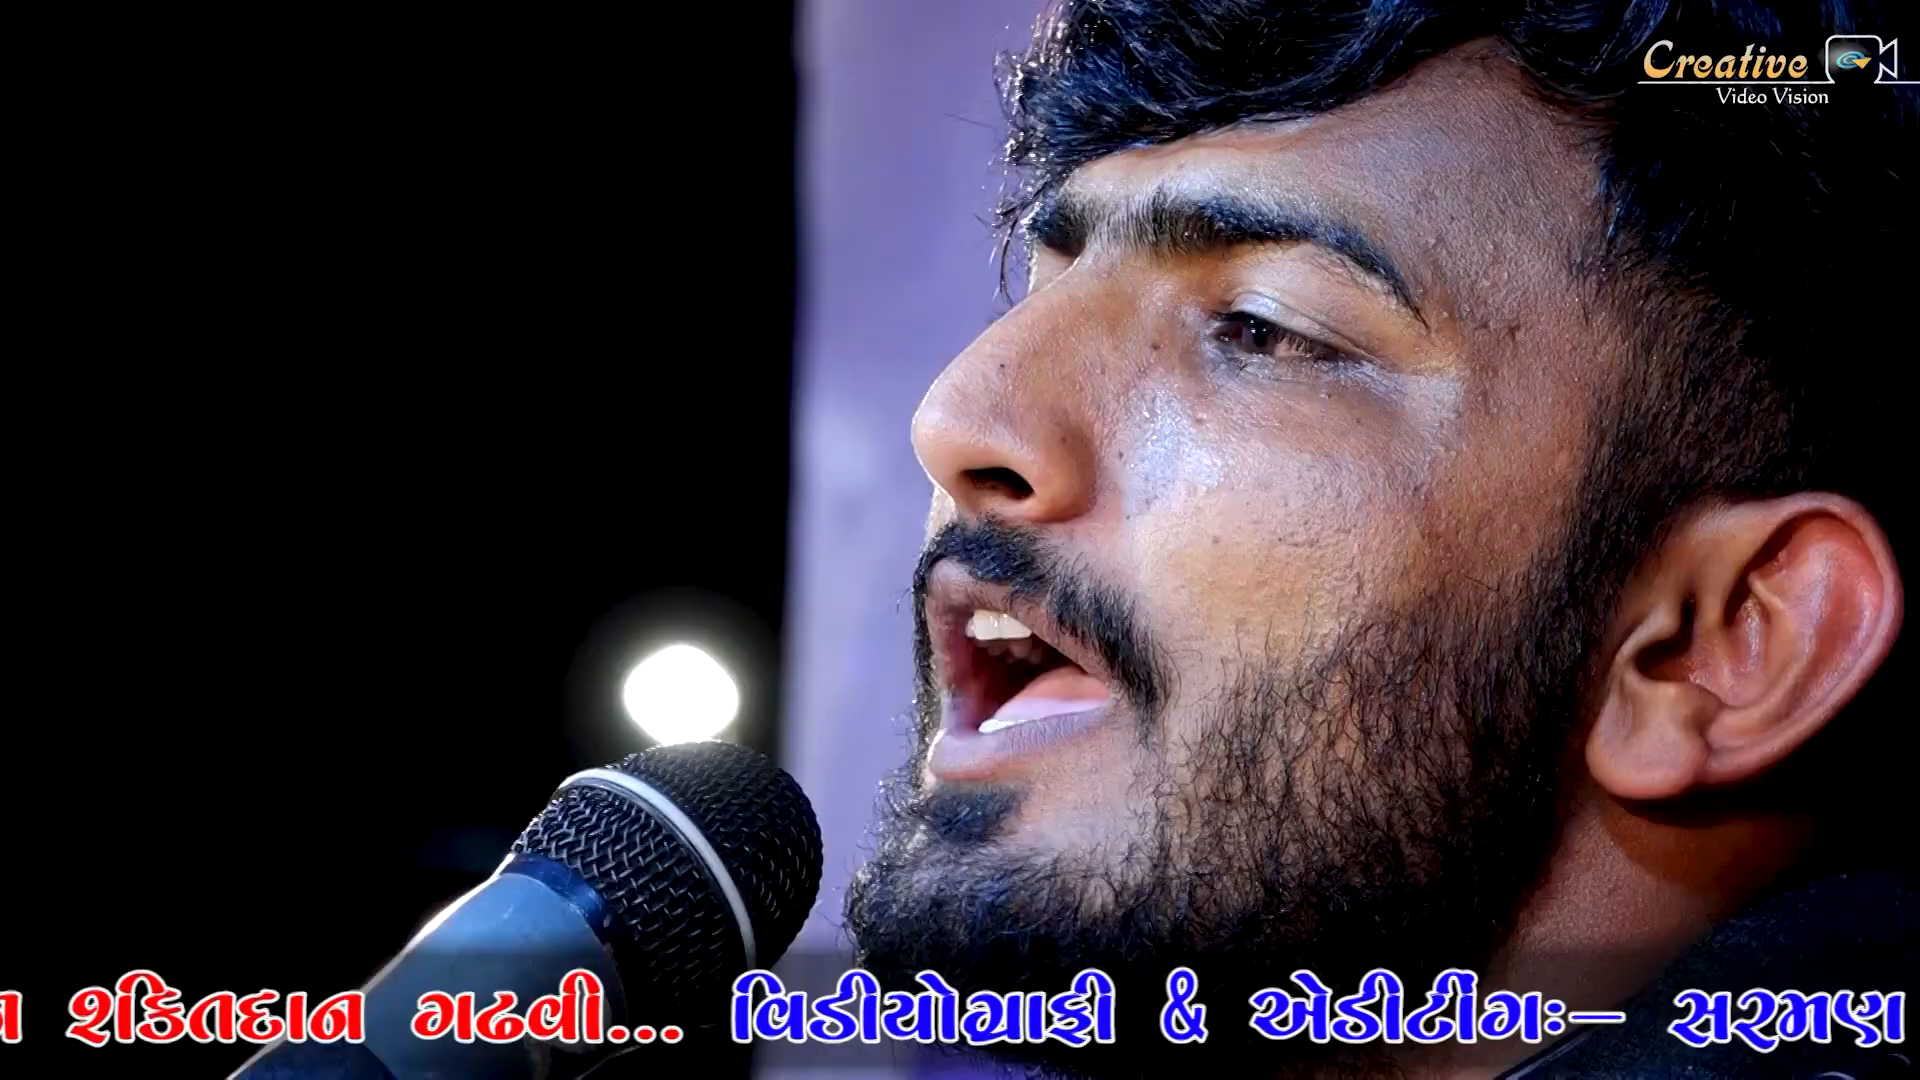 Creative
Video Vision
શકિતદાન ગઢવી... વિડીયોગ્રાફી & એડીટીંગઃ– સરમણ